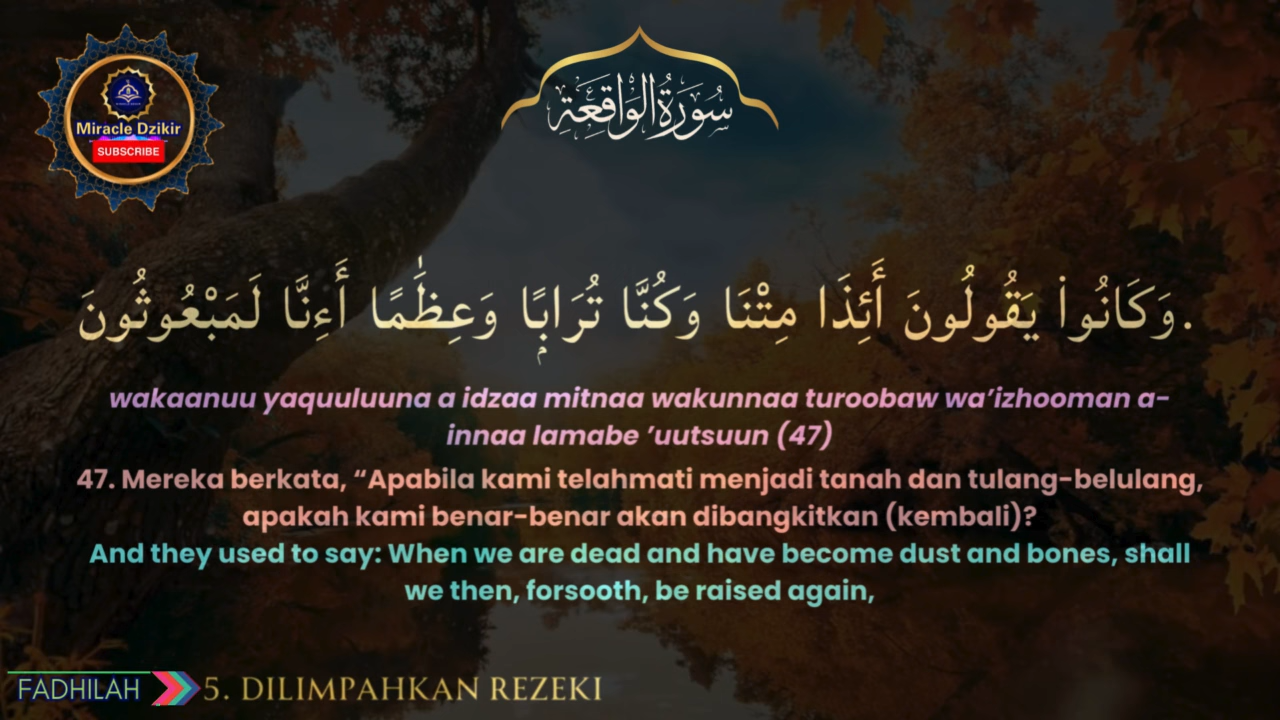 Miracle Dzikir
SUBSCRIBE
سُورَةُ الْوَاقِعَة
.وَكَانُوا۟ يَقُولُونَ أَئِذَا مِتْنَا وَكُنَّا تُرَابًۭا وَعِظَٰمًا أَءِنَّا لَمَبْعُوثُونَ
wakaanuu yaquuluuna a idzaa mitnaa wakunnaa turoobaw wa’izhooman a-
innaa lamabe ’uutsuun (47)
47. Mereka berkata, “Apabila kami telahmati menjadi tanah dan tulang-belulang,
apakah kami benar-benar akan dibangkitkan (kembali)?
And they used to say: When we are dead and have become dust and bones, shall
we then, forsooth, be raised again,
FADHILAH 5. DILIMPAHKAN REZEKI